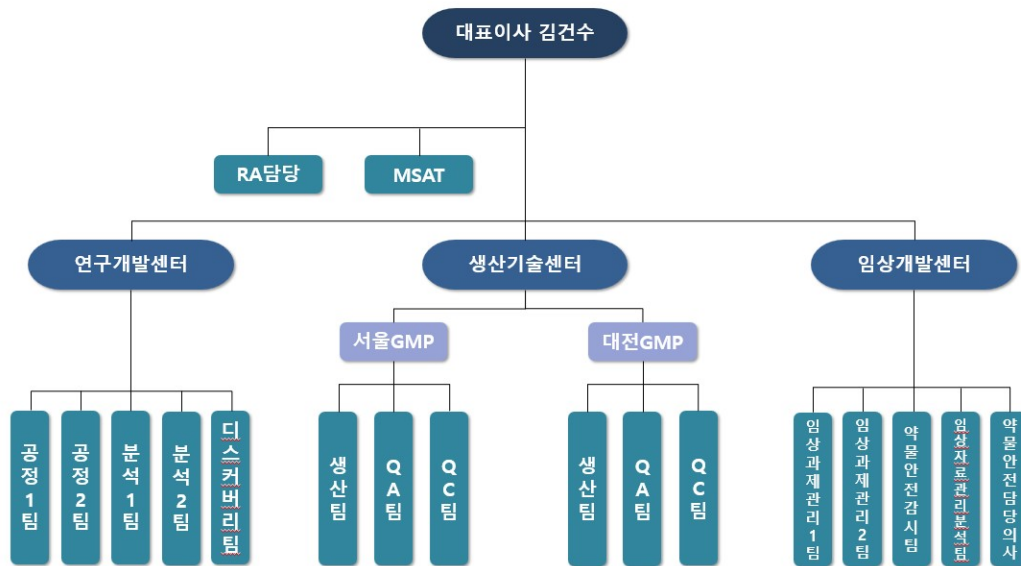 대표이사 김건수
RA담당
MSAT
연구개발센터
생산기술센터
임상개발센터
서울GMP
대전GMP
공정1팀
공정2팀
분석1팀
분석2팀
디스커버리팀
생산팀
QA팀
QC팀
생산팀
QA팀
QC팀
임상과제관리1팀
임상과제관리2팀
약물안전감시팀
임상자료관리분석팀
약물안전담당의사